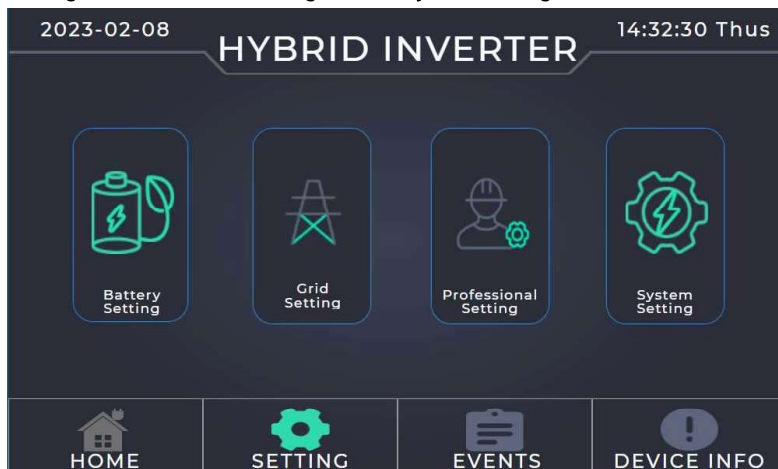 2023-02-08
HYBRID INVERTER
14:32:30 Thus
Battery
Setting
Grid
Setting
Professional
Setting
System
Setting
HOME
SETTING
EVENTS
DEVICE INFO